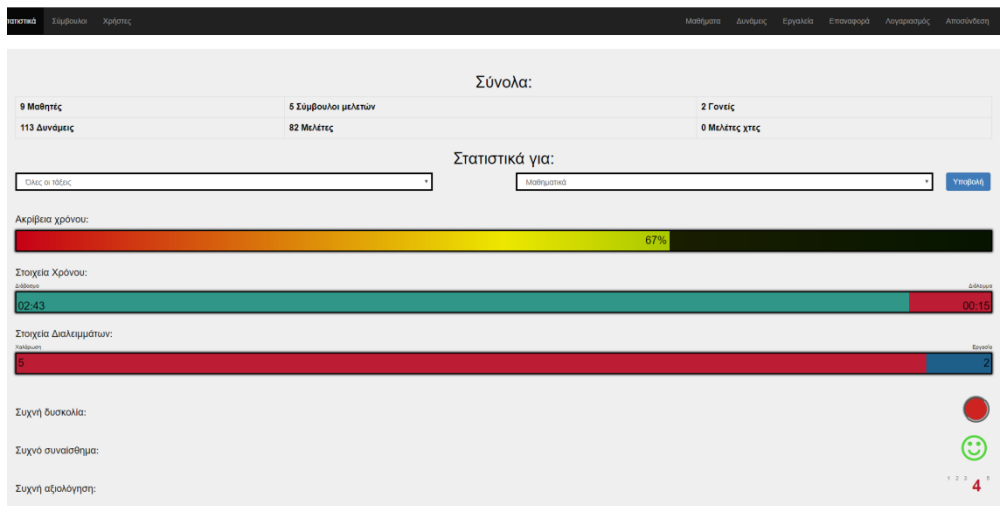 τατιστικά Σύμβουλοι Χρήστες Μαθήματα Δυνάμεις Εργαλεία Επαναφορά Λογαριασμός Αποσύνδεση
Σύνολα:
9 Μαθητές 5 Σύμβουλοι μελετών 2 Γονείς
113 Δυνάμεις 82 Μελέτες 0 Μελέτες χτες
Στατιστικά για:
Όλες οι τάξεις Μαθηματικά Υποβολή
Ακρίβεια χρόνου:
67%
Στοιχεία Χρόνου:
Διάβασμα Διάλειμμα
02:43 00:15
Στοιχεία Διαλειμμάτων:
Χαλάρωση Εργασία
5 2
Συχνή δυσκολία:
Συχνό συναίσθημα:
Συχνή αξιολόγηση: 1 2 3 4 5